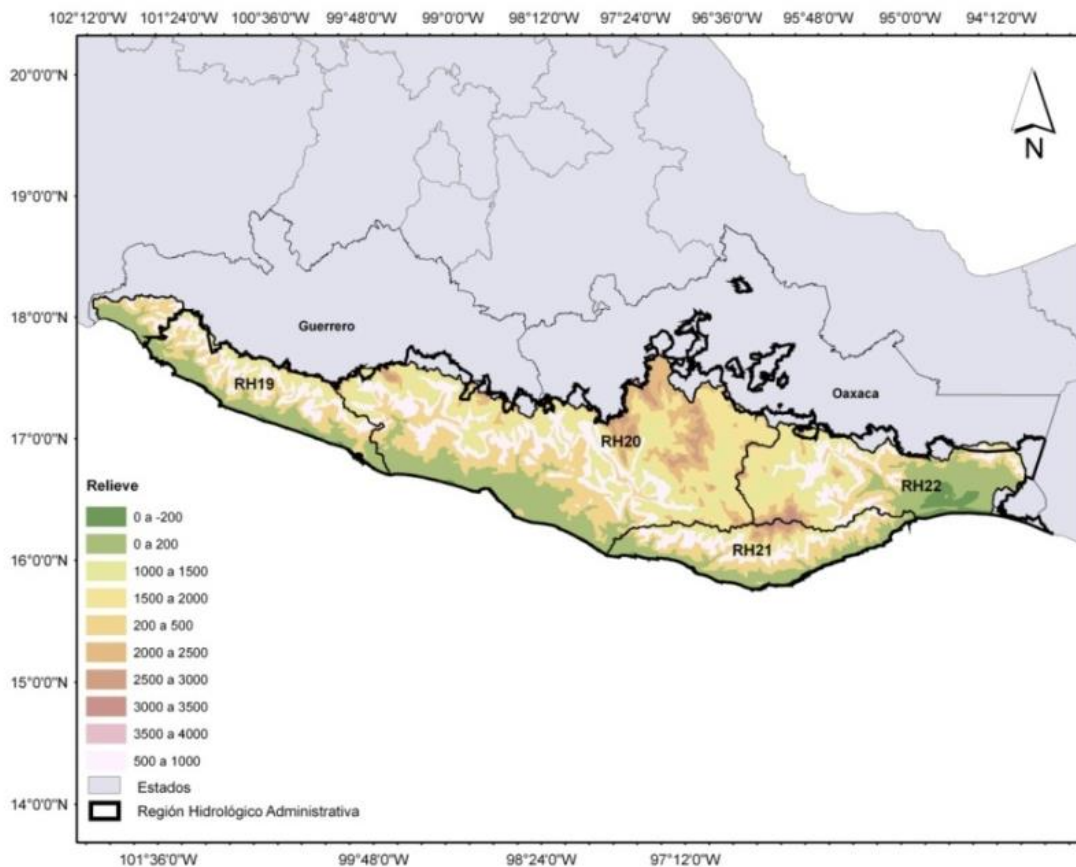 102°12'0"W 101°24'0"W 100°36'0"W 99°48'0"W 99°0'0"W 98°12'0"W 97°24'0"W 96°36'0"W 95°48'0"W 95°0'0"W 94°12'0"W
20°0'0"N
N
19°0'0"N
18°0'0"N
Guerrero
Oaxaca
RH19
17°0'0"N
RH20
RH22
Relieve
0 a -200
0 a 200
16°0'0"N
RH21
1000 a 1500
1500 a 2000
200 a 500
2000 a 2500
15°0'0"N
2500 a 3000
3000 a 3500
3500 a 4000
500 a 1000
Estados
14°0'0"N
Región Hidrológico Administrativa
101°36'0"W 99°48'0"W 98°24'0"W 97°12'0"W